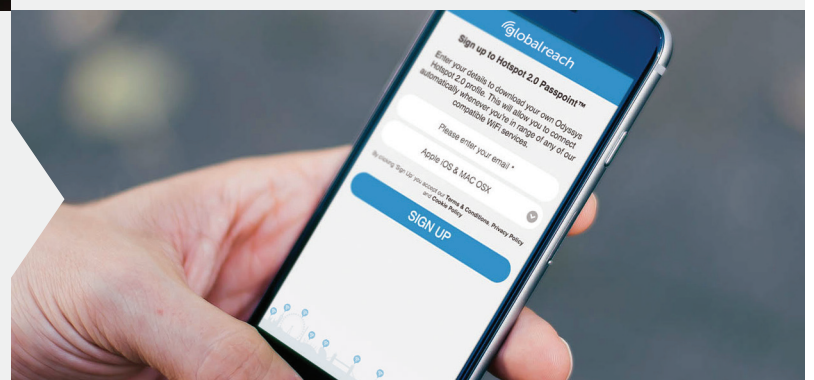 globalreach
Sign up to Hotspot 2.0 Passpoint™
Enter your details to download your own Odyssys
Hotspot 2.0 profile. This will allow you to connect
automatically whenever you're in range of any of our
compatible WiFi services.
Please enter your email *
Apple iOS & MAC OSX
By clicking 'Sign Up' you accept our Terms & Conditions, Privacy Policy
and Cookie Policy
SIGN UP